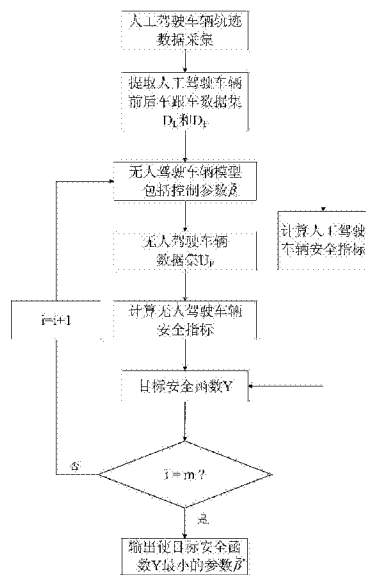 人工驾驶车辆轨迹
数据采集
提取人工驾驶车辆
前后车跟车数据集
D_L和D_F
无人驾驶车辆模型
包括控制参数β
计算人工驾驶
车辆安全指标
无人驾驶车辆
数据集U_F
i=i+1
计算无人驾驶车辆
安全指标
目标安全函数Y
否
i=m?
是
输出使目标安全函
数Y最小的参数β